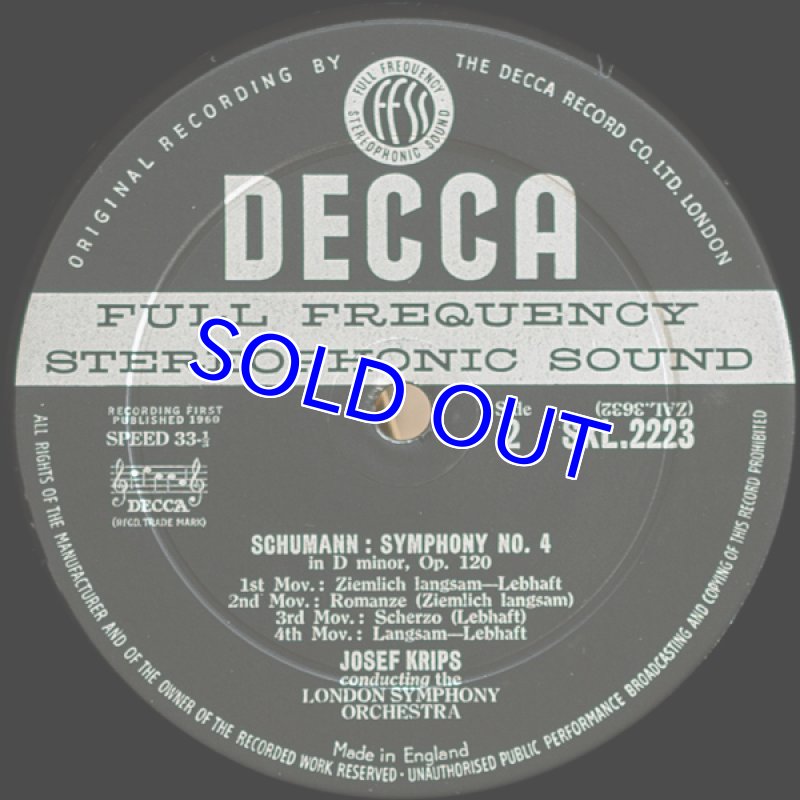 ORIGINAL RECORDING BY THE DECCA RECORD CO. LTD. LONDON
FULL FREQUENCY
ffss
STEREOPHONIC SOUND
DECCA
FULL FREQUENCY
STEREOPHONIC SOUND
SOLD OUT
RECORDING FIRST
PUBLISHED 1960
SPEED 33-⅓
DECCA
(REGD. TRADE MARK)
Side
2
(ZAL.3632)
SXL.2223
SCHUMANN : SYMPHONY NO. 4
in D minor, Op. 120
1st Mov.: Ziemlich langsam—Lebhaft
2nd Mov.: Romanze (Ziemlich langsam)
3rd Mov.: Scherzo (Lebhaft)
4th Mov.: Langsam—Lebhaft
JOSEF KRIPS
conducting the
LONDON SYMPHONY
ORCHESTRA
Made in England
· ALL RIGHTS OF THE MANUFACTURER AND OF THE OWNER OF THE RECORDED WORK RESERVED · UNAUTHORISED PUBLIC PERFORMANCE BROADCASTING AND COPYING OF THIS RECORD PROHIBITED